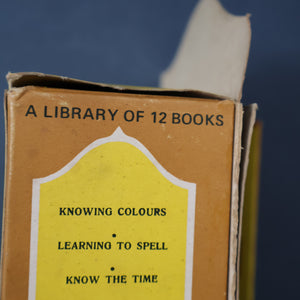 A LIBRARY OF 12 BOOKS
KNOWING COLOURS
•
LEARNING TO SPELL
•
KNOW THE TIME